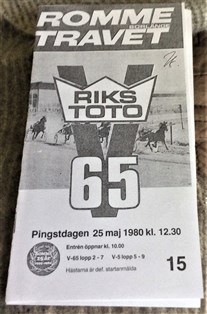 ROMME
BORLÄNGE
TRAVET
RIKS
TOTO
V
65
Pingstdagen 25 maj 1980 kl. 12.30
Entrén öppnar kl. 10.00
V-65 lopp 2 - 7 V-5 lopp 5 - 9
Hästarna är def. startanmälda
15